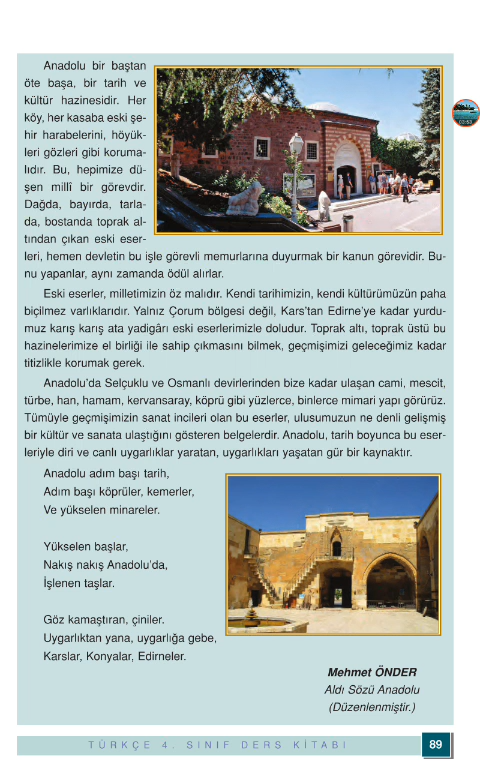 Anadolu bir baştan
öte başa, bir tarih ve
kültür hazinesidir. Her
köy, her kasaba eski şe-
hir harabelerini, höyük-
leri gözleri gibi koruma-
lıdır. Bu, hepimize dü-
şen millî bir görevdir.
Dağda, bayırda, tarla-
da, bostanda toprak al-
tından çıkan eski eser-
leri, hemen devletin bu işle görevli memurlarına duyurmak bir kanun görevidir. Bu-
nu yapanlar, aynı zamanda ödül alırlar.
Eski eserler, milletimizin öz malıdır. Kendi tarihimizin, kendi kültürümüzün paha
biçilmez varlıklarıdır. Yalnız Çorum bölgesi değil, Kars'tan Edirne'ye kadar yurdu-
muz karış karış ata yadigârı eski eserlerimizle doludur. Toprak altı, toprak üstü bu
hazinelerimize el birliği ile sahip çıkmasını bilmek, geçmişimizi geleceğimiz kadar
titizlikle korumak gerek.
Anadolu'da Selçuklu ve Osmanlı devirlerinden bize kadar ulaşan cami, mescit,
türbe, han, hamam, kervansaray, köprü gibi yüzlerce, binlerce mimari yapı görürüz.
Tümüyle geçmişimizin sanat incileri olan bu eserler, ulusumuzun ne denli gelişmiş
bir kültür ve sanata ulaştığını gösteren belgelerdir. Anadolu, tarih boyunca bu eser-
leriyle diri ve canlı uygarlıklar yaratan, uygarlıkları yaşatan gür bir kaynaktır.
Anadolu adım başı tarih,
Adım başı köprüler, kemerler,
Ve yükselen minareler.
Yükselen başlar,
Nakış nakış Anadolu'da,
İşlenen taşlar.
Göz kamaştıran, çiniler.
Uygarlıktan yana, uygarlığa gebe,
Karslar, Konyalar, Edirneler.
Mehmet ÖNDER
Aldı Sözü Anadolu
(Düzenlenmiştir.)
TÜRKÇE 4. SINIF DERS KİTABI
89